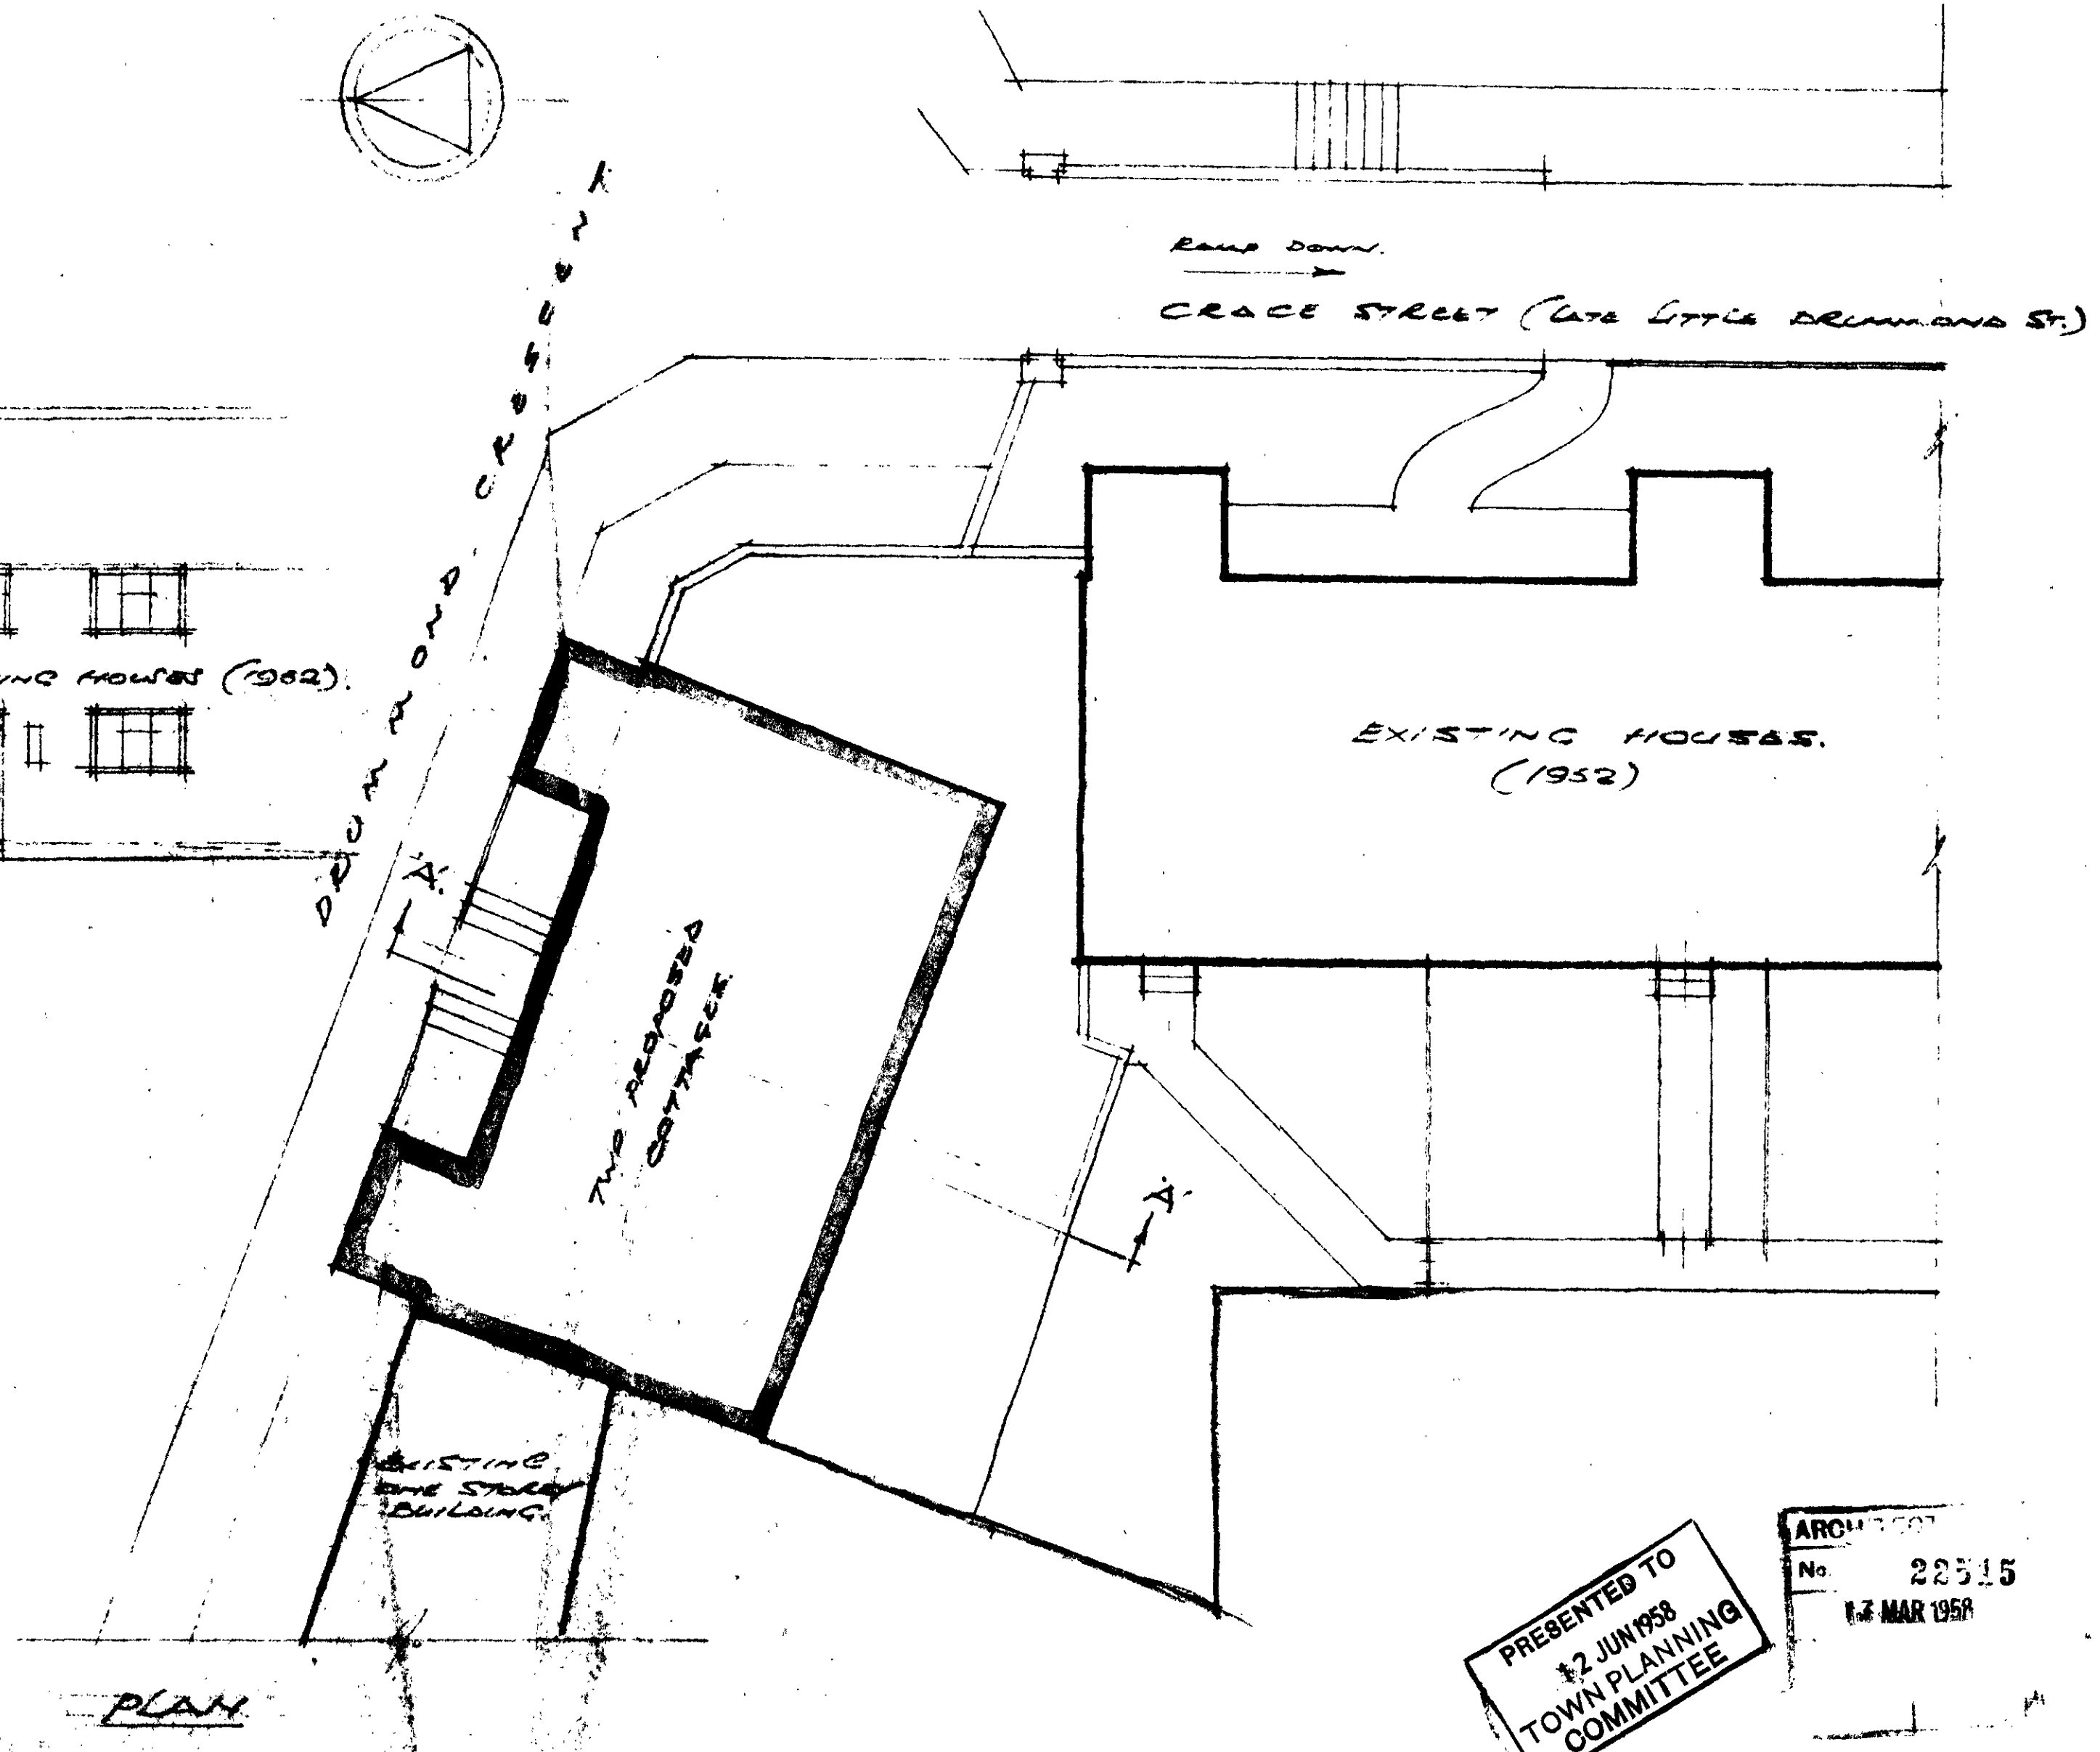 RAMP DOWN.
CRACE STREET (LATE LITTLE DRUMMOND ST.)
DRUMMOND CRESCENT
ING HOUSES (1952).
EXISTING HOUSES.
(1952)
'A'.
TWO PROPOSED
COTTAGES.
'A'.
EXISTING
ONE STOREY
BUILDING.
PLAN
PRESENTED TO
12 JUN 1958
TOWN PLANNING
COMMITTEE
No. 22515
MAR 1958